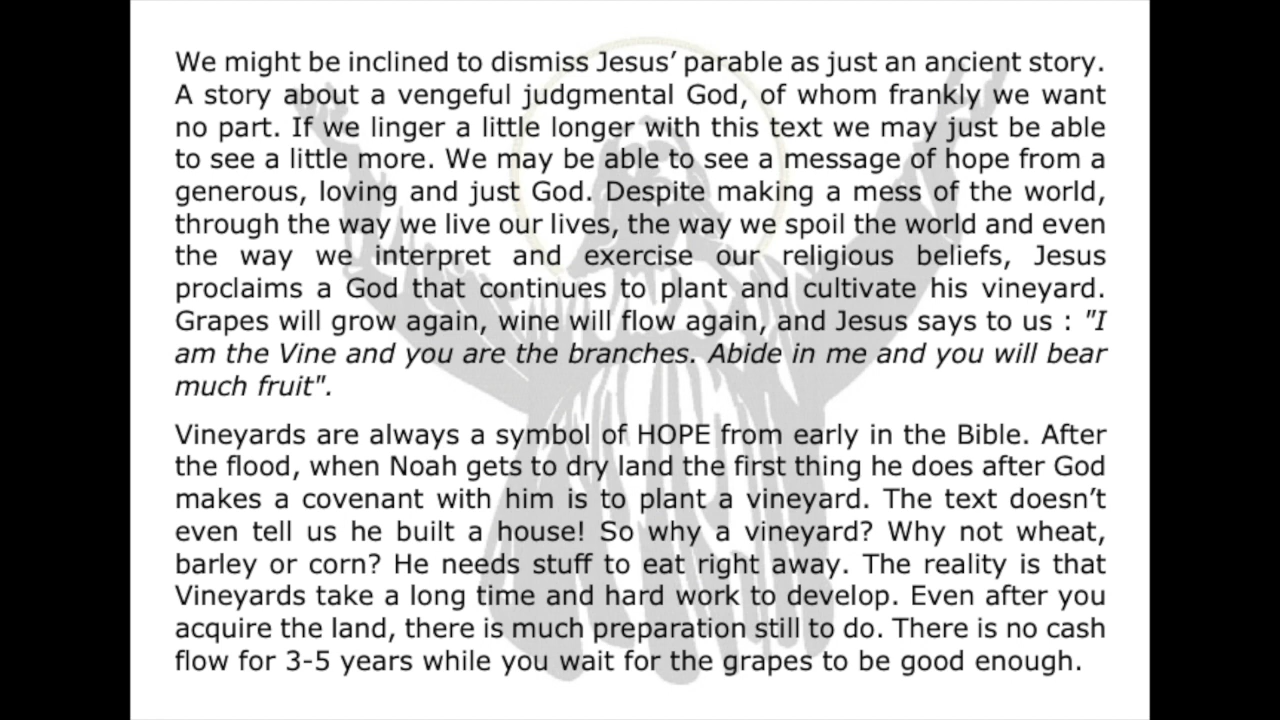 We might be inclined to dismiss Jesus’ parable as just an ancient story.
A story about a vengeful judgmental God, of whom frankly we want
no part. If we linger a little longer with this text we may just be able
to see a little more. We may be able to see a message of hope from a
generous, loving and just God. Despite making a mess of the world,
through the way we live our lives, the way we spoil the world and even
the way we interpret and exercise our religious beliefs, Jesus
proclaims a God that continues to plant and cultivate his vineyard.
Grapes will grow again, wine will flow again, and Jesus says to us : "I
am the Vine and you are the branches. Abide in me and you will bear
much fruit".
Vineyards are always a symbol of HOPE from early in the Bible. After
the flood, when Noah gets to dry land the first thing he does after God
makes a covenant with him is to plant a vineyard. The text doesn’t
even tell us he built a house! So why a vineyard? Why not wheat,
barley or corn? He needs stuff to eat right away. The reality is that
Vineyards take a long time and hard work to develop. Even after you
acquire the land, there is much preparation still to do. There is no cash
flow for 3-5 years while you wait for the grapes to be good enough.